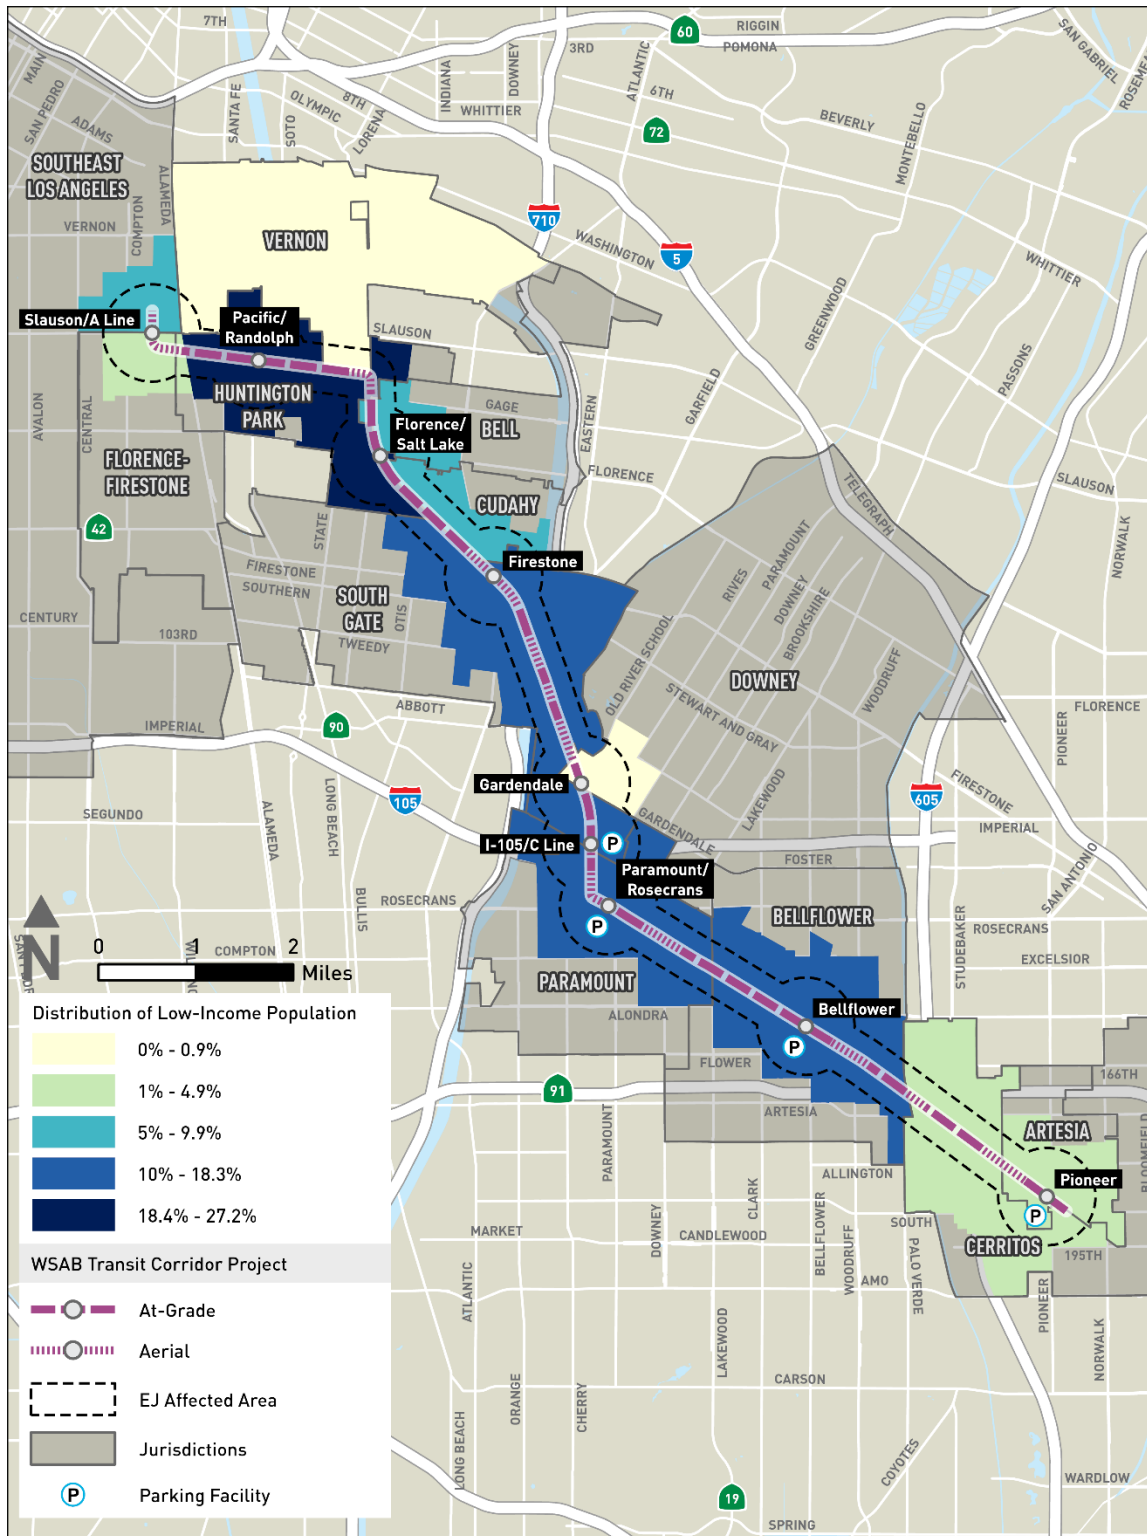 7TH
RIGGIN
60
POMONA
3RD
MAIN
SAN PEDRO
ADAMS
SANTA FE
OLYMPIC
SOTO
8TH
LORENA
INDIANA
DOWNEY
WHITTIER
ATLANTIC
6TH
72
BEVERLY
MONTEBELLO
SAN GABRIEL
SOUTHEAST
LOS ANGELES
ALAMEDA
COMPTON
VERNON
VERNON
710
WASHINGTON
5
GREENWOOD
WHITTIER
PASSONS
Slauson/A Line
Pacific/
Randolph
SLAUSON
HUNTINGTON
PARK
AVALON
CENTRAL
GAGE
BELL
Florence/
Salt Lake
EASTERN
GARFIELD
FLORENCE
FLORENCE-
FIRESTONE
CUDAHY
TELEGRAPH
SLAUSON
NORWALK
42
STATE
FIRESTONE
SOUTHERN
Firestone
SOUTH
GATE
OTIS
TWEEDY
CENTURY
103RD
RIVES
PARAMOUNT
DOWNEY
BROOKSHIRE
OLD RIVER SCHOOL
DOWNEY
WOODRUFF
STEWART AND GRAY
IMPERIAL
ABBOTT
90
FLORENCE
PIONEER
Gardendale
105
605
FIRESTONE
SEGUNDO
ALAMEDA
LONG BEACH
LAKEWOOD
GARDENDALE
IMPERIAL
I-105/C Line
P
FOSTER
Paramount/
Rosecrans
SAN ANTONIO
BULLIS
ROSECRANS
P
BELLFLOWER
STUDEBAKER
ROSECRANS
EXCELSIOR
N
0 1 2
Miles
COMPTON
PARAMOUNT
ALONDRA
Bellflower
P
FLOWER
91
ARTESIA
PARAMOUNT
166TH
ARTESIA
BLOOMFIELD
ALLINGTON
Pioneer
P
CERRITOS
195TH
SOUTH
MARKET
DOWNEY
CLARK
CANDLEWOOD
BELLFLOWER
WOODRUFF
AMO
PALO VERDE
PIONEER
NORWALK
ATLANTIC
LAKEWOOD
CARSON
ORANGE
CHERRY
LONG BEACH
COYOTES
WARDLOW
19
SPRING
Distribution of Low-Income Population
0% - 0.9%
1% - 4.9%
5% - 9.9%
10% - 18.3%
18.4% - 27.2%
WSAB Transit Corridor Project
At-Grade
Aerial
EJ Affected Area
Jurisdictions
P
Parking Facility